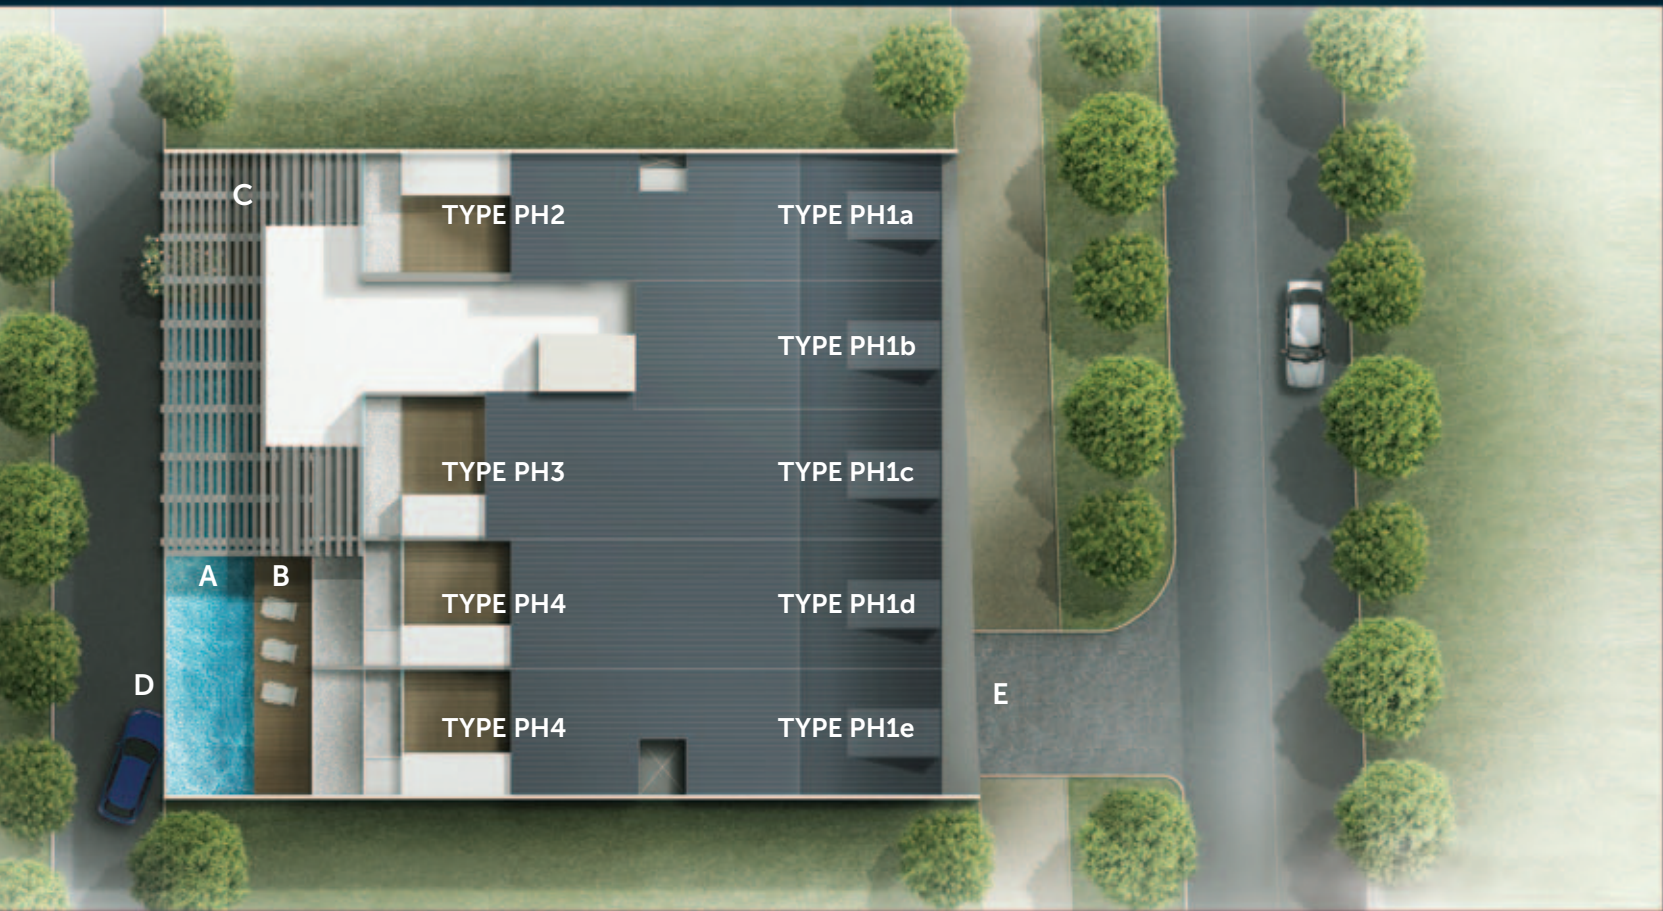 C
TYPE PH2
TYPE PH1a
TYPE PH1b
TYPE PH3
TYPE PH1c
A
B
TYPE PH4
TYPE PH1d
D
E
TYPE PH4
TYPE PH1e